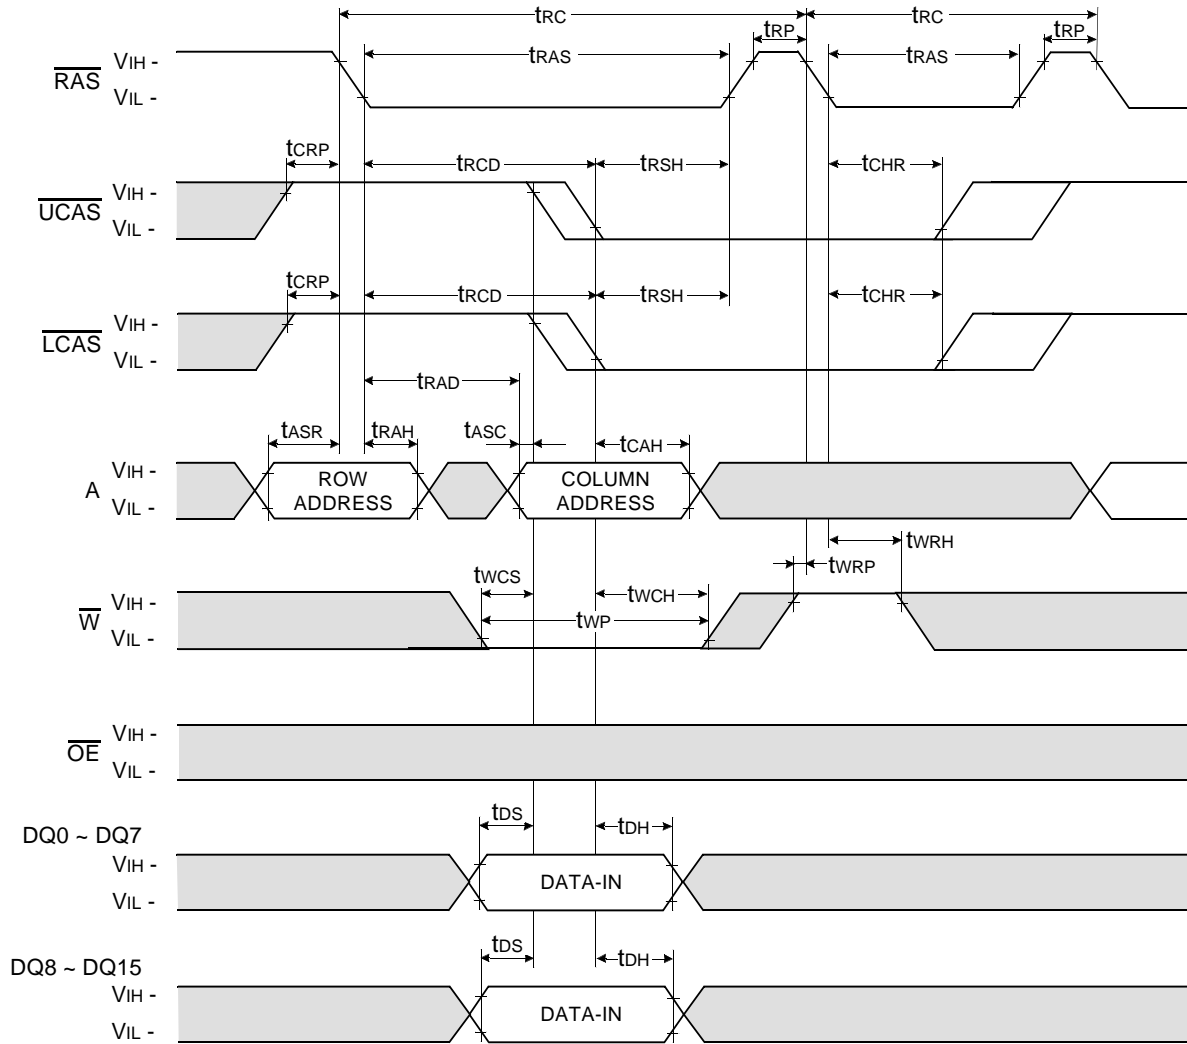 tRC tRC
tRP tRP
tRAS tRAS
RAS
VIH -
VIL -
tCRP tRCD tRSH tCHR
UCAS
VIH -
VIL -
tCRP tRCD tRSH tCHR
LCAS
VIH -
VIL -
tRAD
tASR tRAH tASC tCAH
A
VIH -
VIL -
ROW
ADDRESS
COLUMN
ADDRESS
tWRH
tWRP
tWCS tWCH
tWP
W
VIH -
VIL -
OE
VIH -
VIL -
tDS tDH
DQ0 ~ DQ7
VIH -
VIL -
DATA-IN
tDS tDH
DQ8 ~ DQ15
VIH -
VIL -
DATA-IN